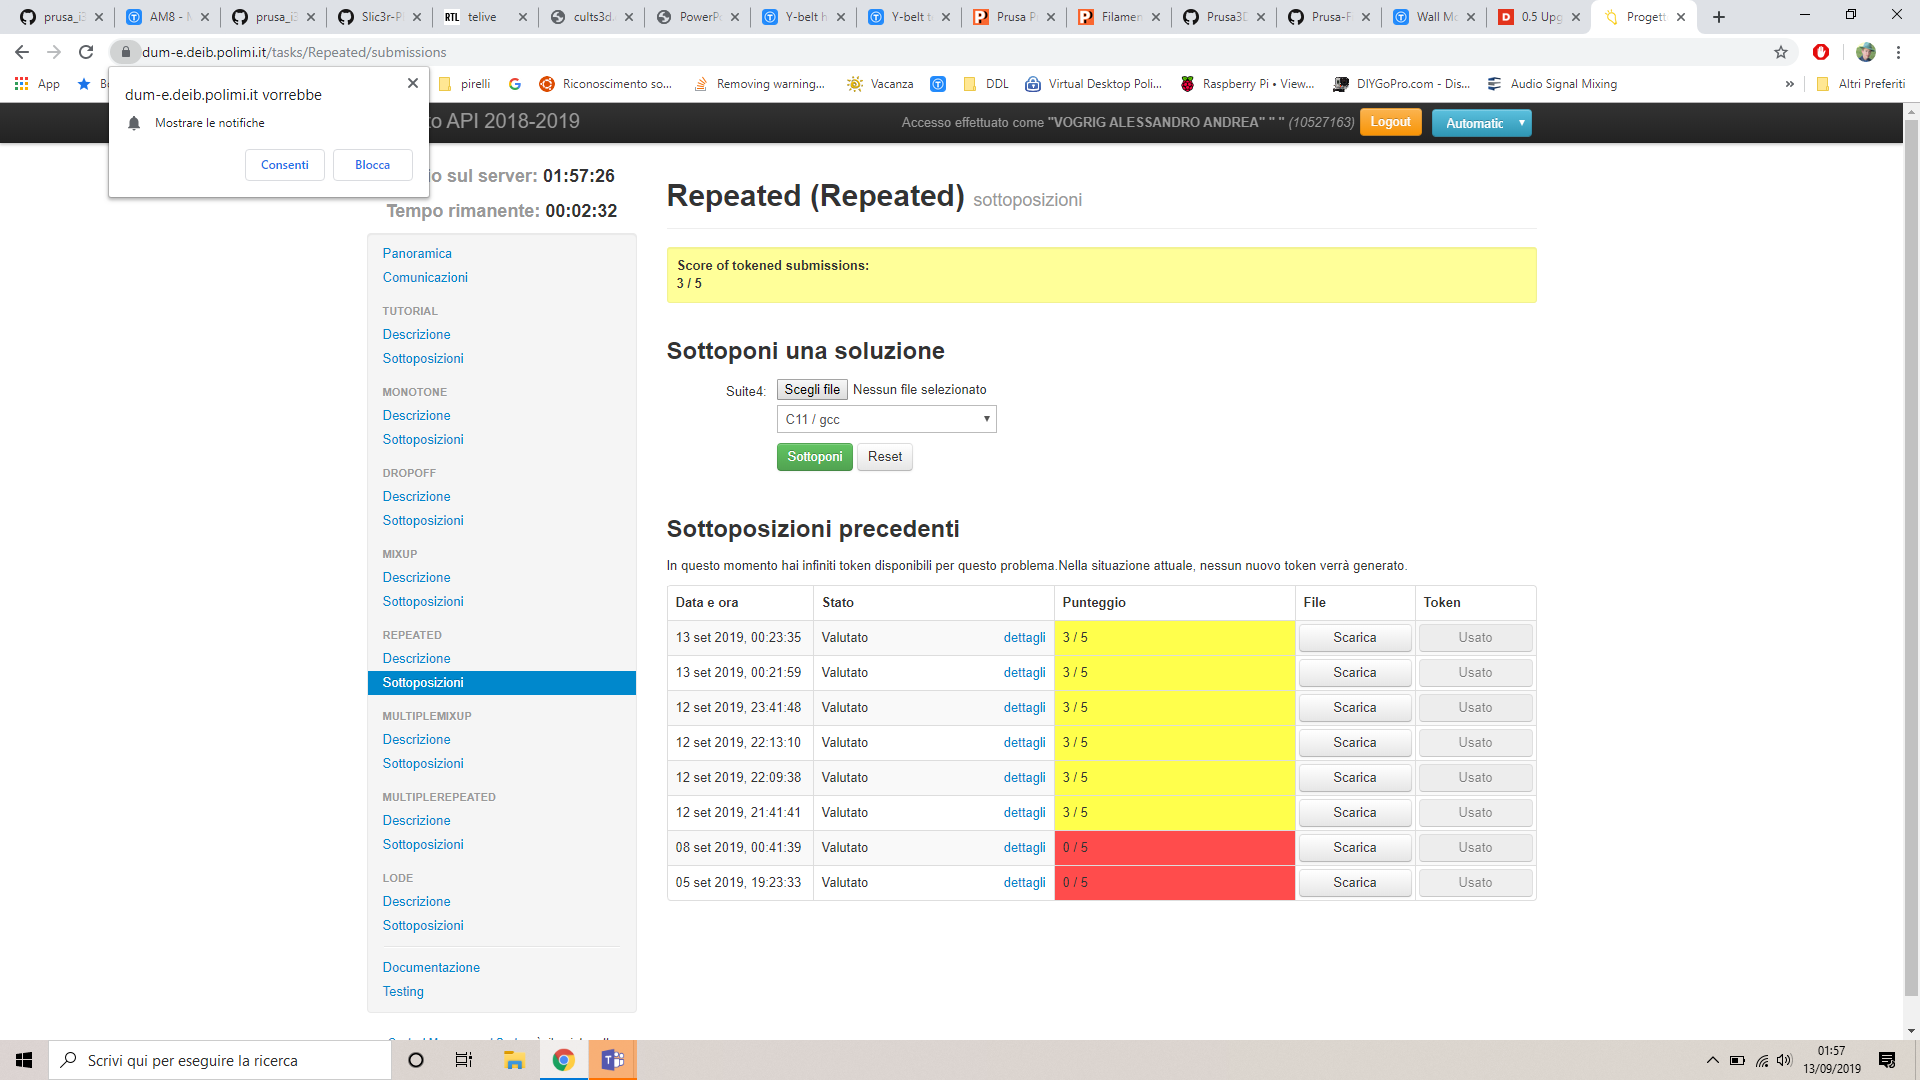 prusa_i3
AM8 - M
prusa_i3
Slic3r-P
RTL telive
cults3d.
PowerPo
Y-belt h
Y-belt t
Prusa P
Filamen
Prusa3D
Prusa-F
Wall Mo
0.5 Upg
Progett
dum-e.deib.polimi.it/tasks/Repeated/submissions
App
pirelli
Riconoscimento so...
Removing warning...
Vacanza
DDL
Virtual Desktop Poli...
Raspberry Pi • View...
DIYGoPro.com - Dis...
Audio Signal Mixing
»
Altri Preferiti
dum-e.deib.polimi.it vorrebbe
Mostrare le notifiche
Consenti
Blocca
to API 2018-2019
Accesso effettuato come "VOGRIG ALESSANDRO ANDREA" " " (10527163)
Logout
Automatic
io sul server: 01:57:26
Tempo rimanente: 00:02:32
Panoramica
Comunicazioni
TUTORIAL
Descrizione
Sottoposizioni
MONOTONE
Descrizione
Sottoposizioni
DROPOFF
Descrizione
Sottoposizioni
MIXUP
Descrizione
Sottoposizioni
REPEATED
Descrizione
Sottoposizioni
MULTIPLEMIXUP
Descrizione
Sottoposizioni
MULTIPLEREPEATED
Descrizione
Sottoposizioni
LODE
Descrizione
Sottoposizioni
Documentazione
Testing
Repeated (Repeated) sottoposizioni
Score of tokened submissions:
3 / 5
Sottoponi una soluzione
Suite4: Scegli file Nessun file selezionato
C11 / gcc
Sottoponi Reset
Sottoposizioni precedenti
In questo momento hai infiniti token disponibili per questo problema.Nella situazione attuale, nessun nuovo token verrà generato.
Data e ora Stato Punteggio File Token
13 set 2019, 00:23:35 Valutato dettagli 3 / 5 Scarica Usato
13 set 2019, 00:21:59 Valutato dettagli 3 / 5 Scarica Usato
12 set 2019, 23:41:48 Valutato dettagli 3 / 5 Scarica Usato
12 set 2019, 22:13:10 Valutato dettagli 3 / 5 Scarica Usato
12 set 2019, 22:09:38 Valutato dettagli 3 / 5 Scarica Usato
12 set 2019, 21:41:41 Valutato dettagli 3 / 5 Scarica Usato
08 set 2019, 00:41:39 Valutato dettagli 0 / 5 Scarica Usato
05 set 2019, 19:23:33 Valutato dettagli 0 / 5 Scarica Usato
Scrivi qui per eseguire la ricerca
01:57
13/09/2019